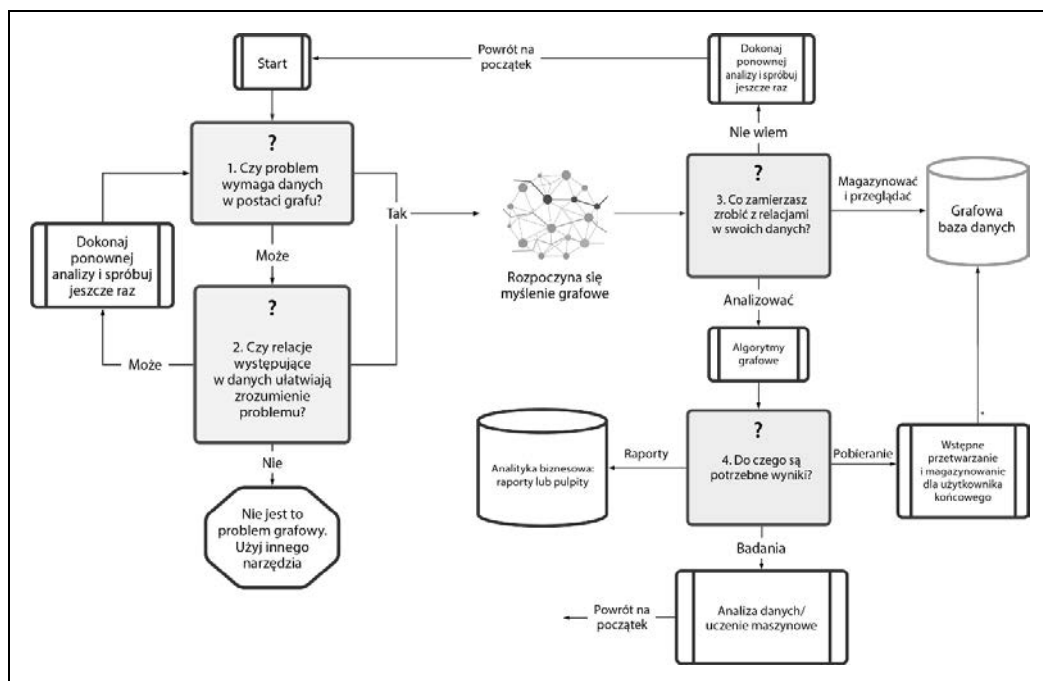 Start
Powrót na
początek
Dokonaj
ponownej
analizy i spróbuj
jeszcze raz
Nie wiem
?
1. Czy problem
wymaga danych
w postaci grafu?
Tak
Może
Dokonaj
ponownej
analizy i spróbuj
jeszcze raz
?
2. Czy relacje
występujące
w danych ułatwiają
zrozumienie
problemu?
Może
Nie
Nie jest to
problem grafowy.
Użyj innego
narzędzia
Rozpoczyna się
myślenie grafowe
?
3. Co zamierzasz
zrobić z relacjami
w swoich danych?
Magazynować
i przeglądać
Grafowa
baza danych
Analizować
Algorytmy
grafowe
?
4. Do czego są
potrzebne wyniki?
Raporty
Analityka biznesowa:
raporty lub pulpity
Pobieranie
Wstępne
przetwarzanie
i magazynowanie
dla użytkownika
końcowego
Badania
Analiza danych/
uczenie maszynowe
Powrót na
początek